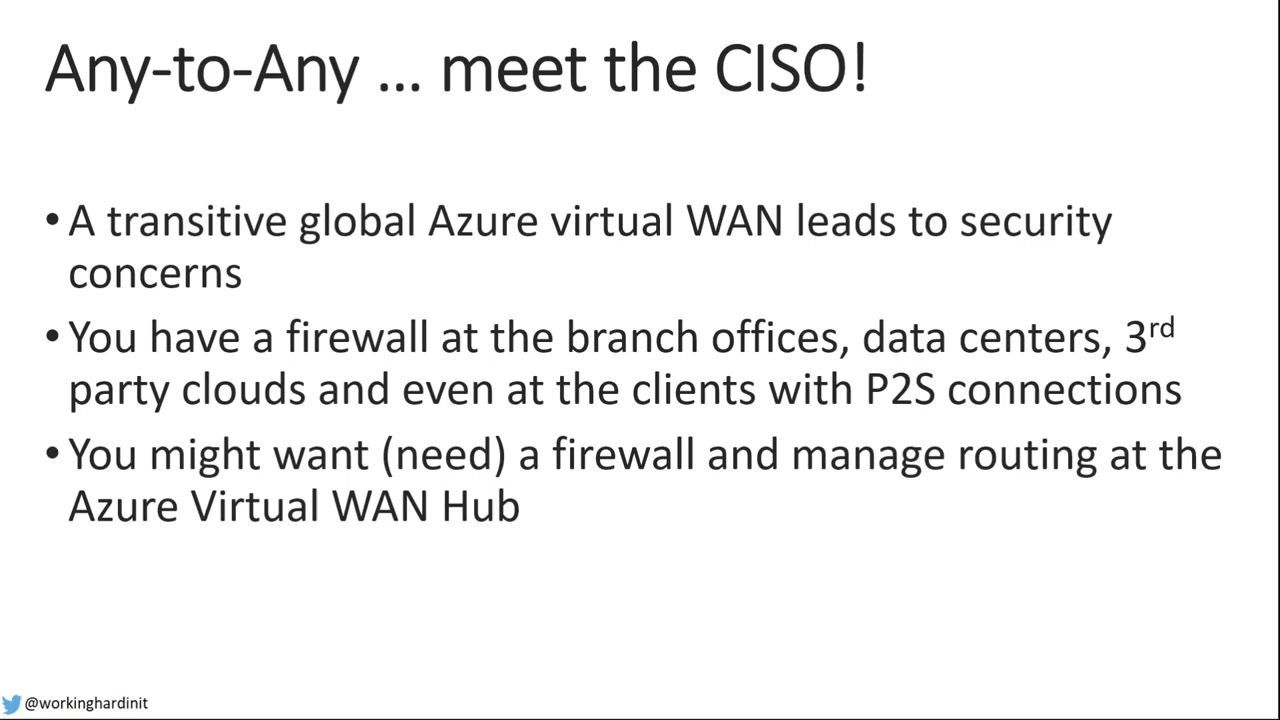 Any-to-Any ... meet the CISO!
• A transitive global Azure virtual WAN leads to security
concerns
• You have a firewall at the branch offices, data centers, 3rd
party clouds and even at the clients with P2S connections
• You might want (need) a firewall and manage routing at the
Azure Virtual WAN Hub
@workinghardinit